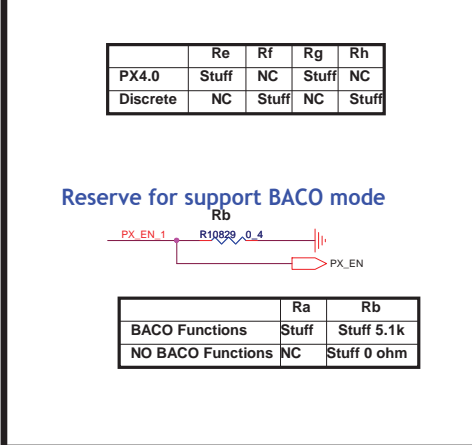 Re Rf Rg Rh
PX4.0 Stuff NC Stuff NC
Discrete NC Stuff NC Stuff
Reserve for support BACO mode
Rb
PX_EN_1 R10829 0_4
PX_EN
Ra Rb
BACO Functions Stuff Stuff 5.1k
NO BACO Functions NC Stuff 0 ohm